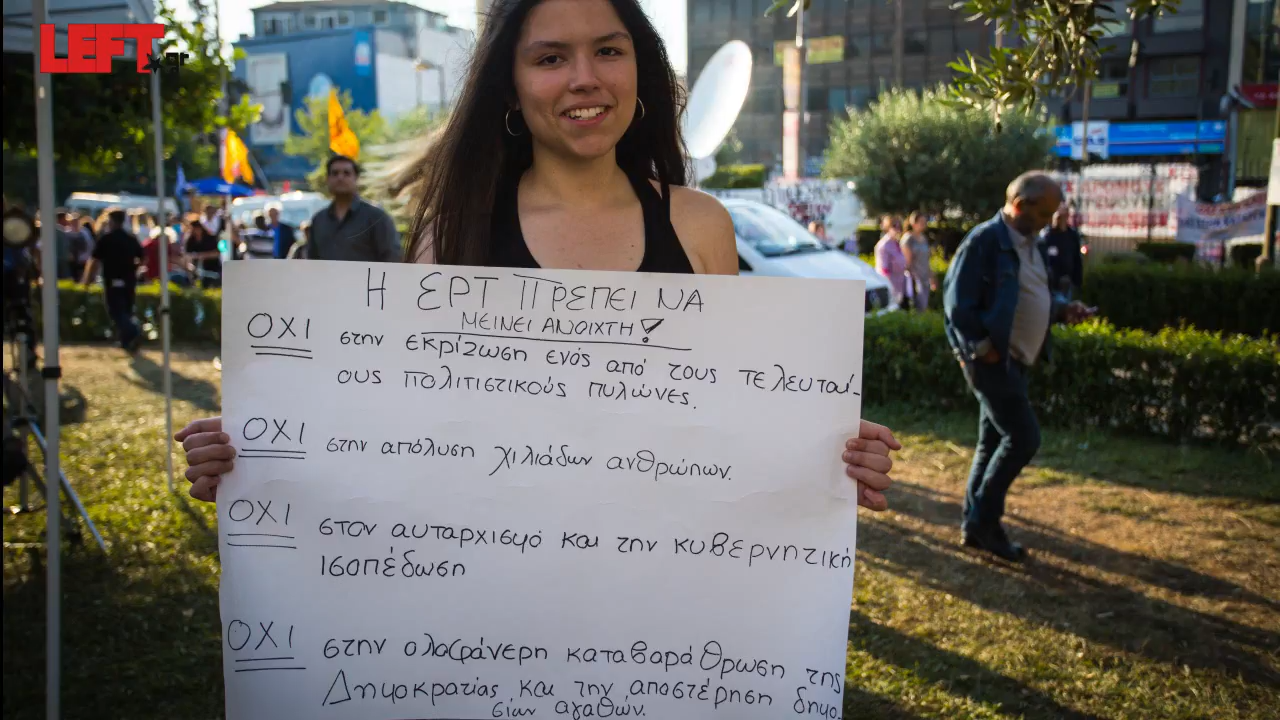 LEFT.gr
Η ΕΡΤ ΠΡΕΠΕΙ ΝΑ
ΜΕΙΝΕΙ ΑΝΟΙΧΤΗ!
ΟΧΙ στην εκρίζωση ενός από τους τελευταί-
ους πολιτιστικούς πυλώνες.
ΟΧΙ στην απόλυση χιλιάδων ανθρώπων.
ΟΧΙ στον αυταρχισμό και την κυβερνητική
ισοπέδωση
ΟΧΙ στην ολοφάνερη καταβαράθρωση της
Δημοκρατίας και την αποστέρηση δημο-
σίων αγαθών.